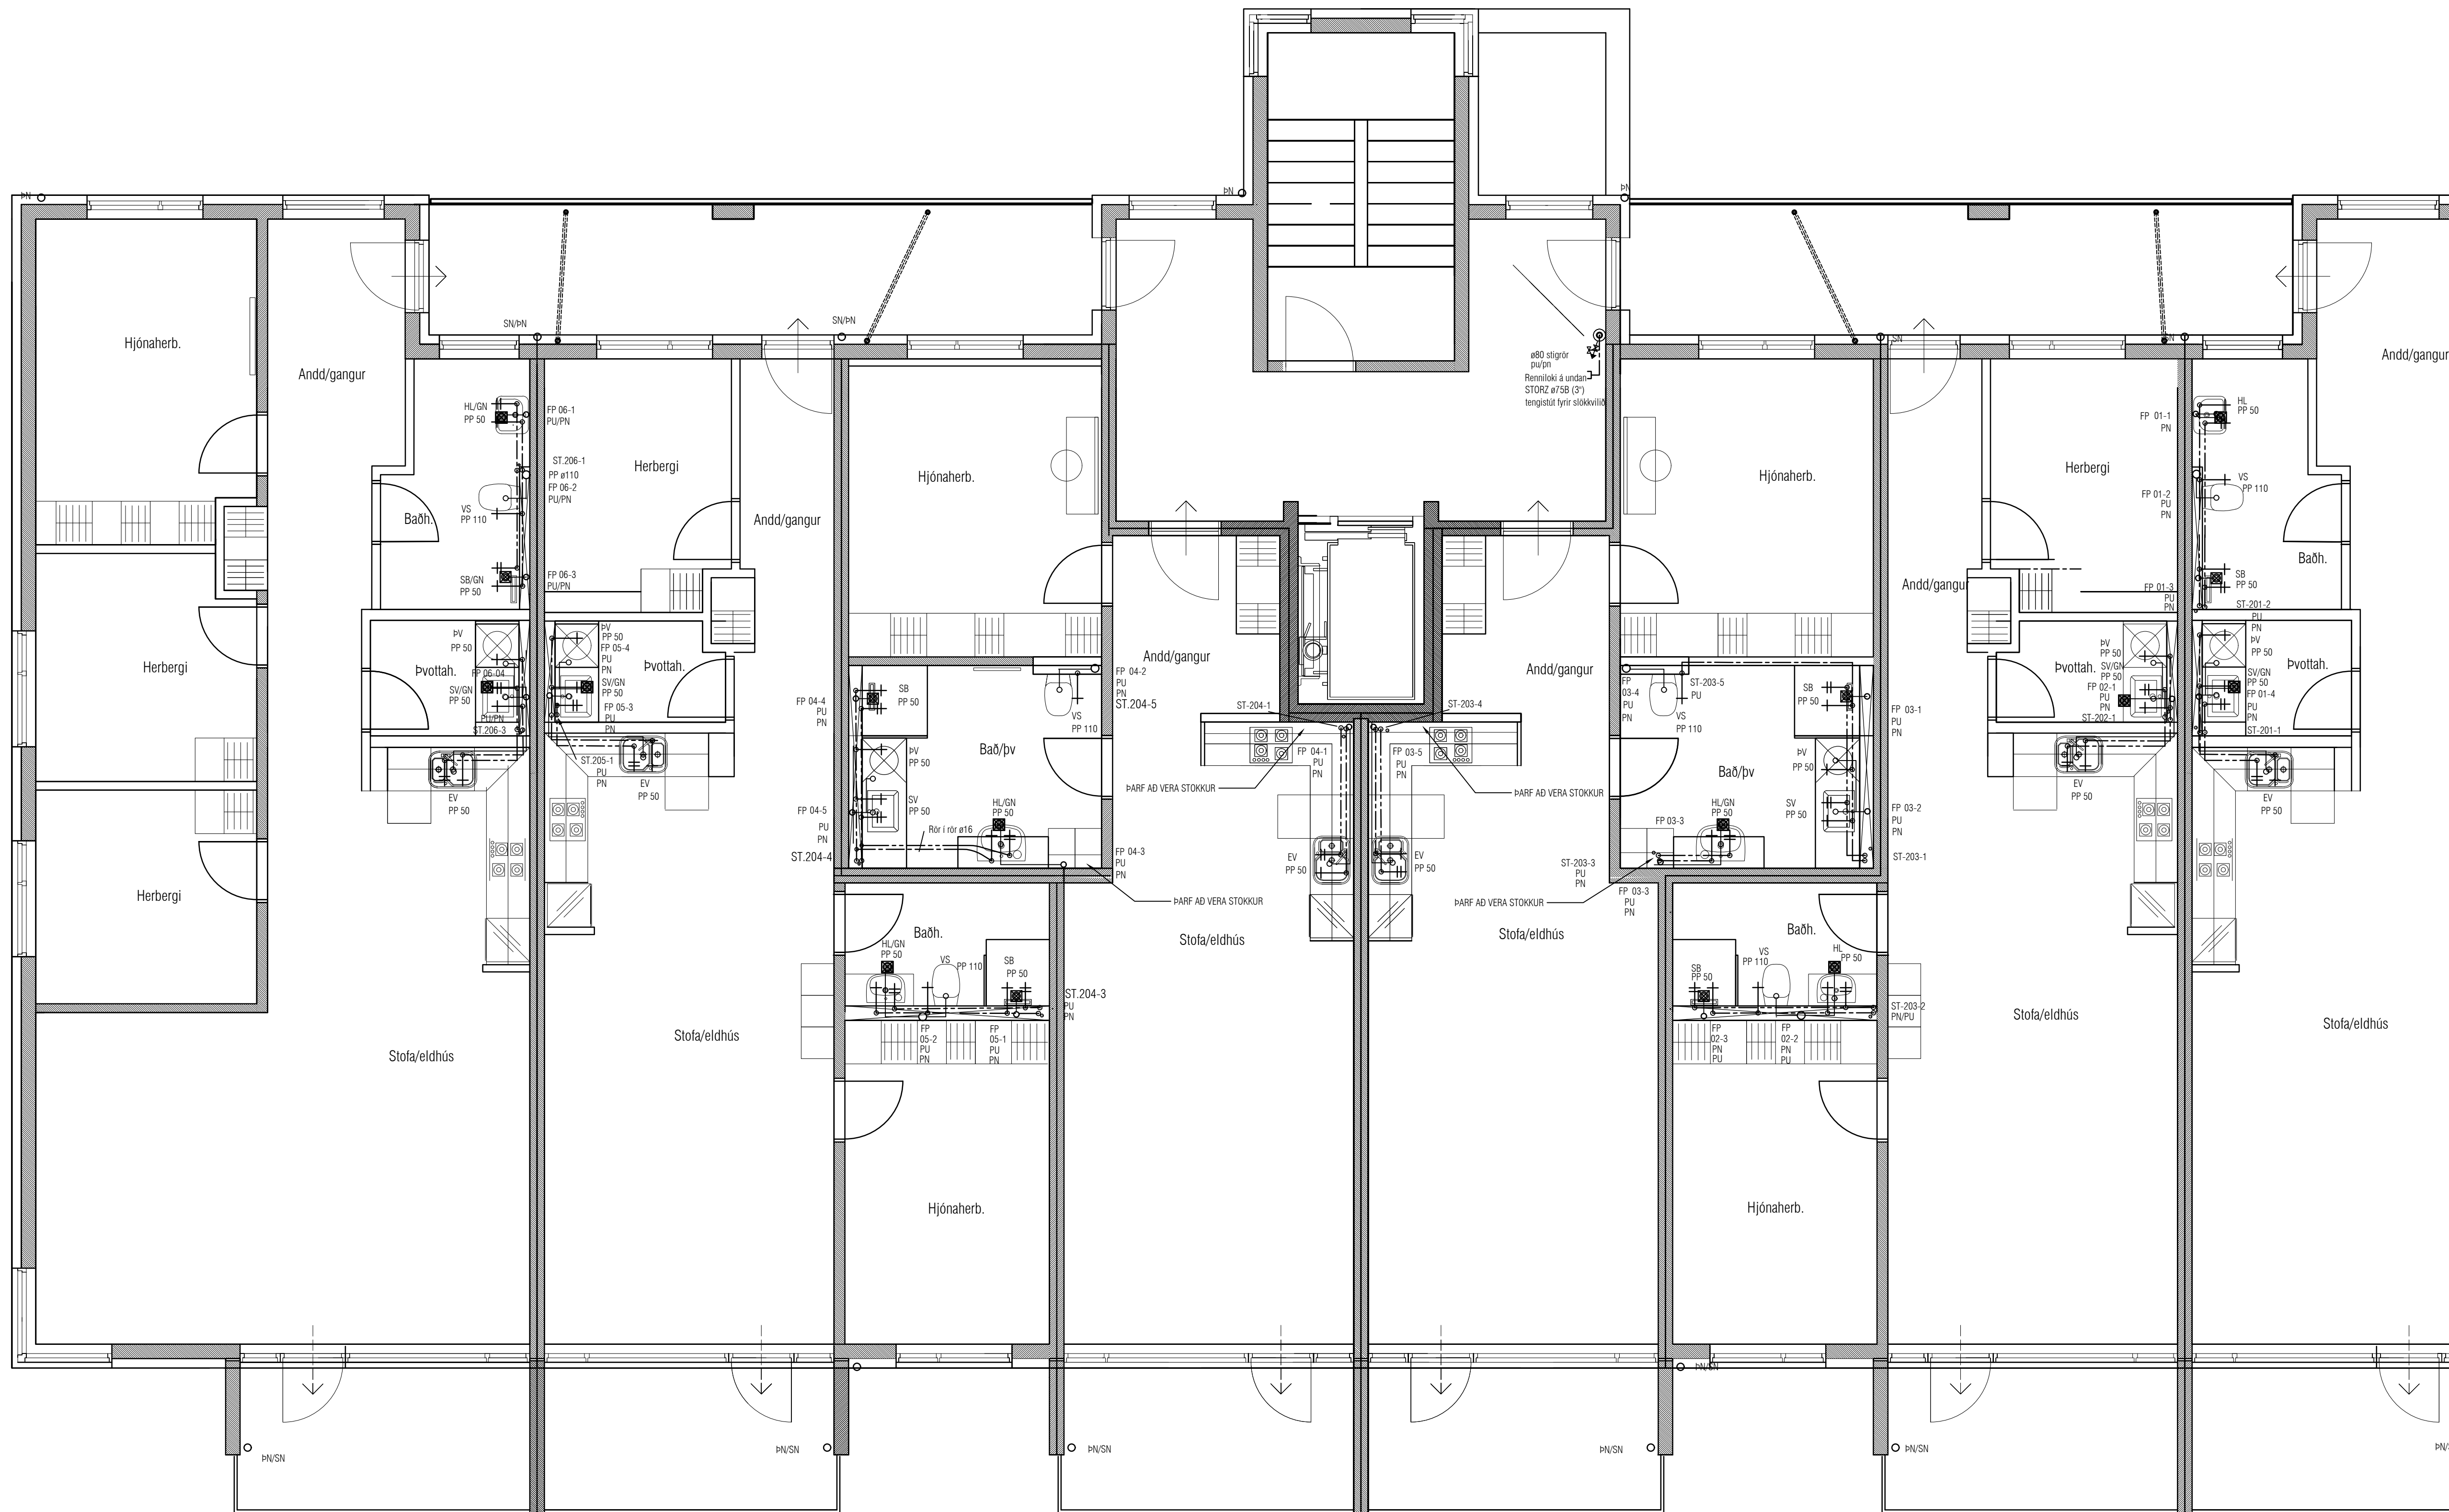 ÞN
ÞN
ÞN
SN/ÞN
SN/ÞN
SN
Hjónaherb.
Andd/gangur
Andd/gangur
ø80 stigrör
pu/pn
Renniloki á undan
STORZ ø75B (3")
tengistút fyrir slökkvilið
HL/GN
PP 50
FP 06-1
PU/PN
ST.206-1
PP ø110
FP 06-2
PU/PN
VS
PP 110
Baðh.
SB/GN
PP 50
FP 06-3
PU/PN
Herbergi
Andd/gangur
Hjónaherb.
Hjónaherb.
Andd/gangur
Herbergi
FP 01-1
PN
HL
PP 50
FP 01-2
PU
PN
VS
PP 110
Baðh.
SB
PP 50
FP 01-3
PU
PN
ST-201-2
PU
PN
Herbergi
ÞV
PP 50
FP 06-04
SV/GN
PP 50
PU/PN
ST.206-3
Þvottah.
ÞV
PP 50
FP 05-4
PU
PN
SV/GN
PP 50
FP 05-3
PU
PN
Þvottah.
ST.205-1
PU
PN
EV
PP 50
EV
PP 50
FP 04-4
PU
PN
SB
PP 50
FP 04-2
PU
PN
ST.204-5
VS
PP 110
Bað/þv
ÞV
PP 50
SV
PP 50
HL/GN
PP 50
Rör í rör ø16
FP 04-5
PU
PN
ST.204-4
FP 04-3
PU
PN
Andd/gangur
Andd/gangur
ST-204-1
ST-203-4
FP 04-1
PU
PN
FP 03-5
PU
PN
ÞARF AÐ VERA STOKKUR
ÞARF AÐ VERA STOKKUR
EV
PP 50
EV
PP 50
ÞARF AÐ VERA STOKKUR
ÞARF AÐ VERA STOKKUR
FP
03-4
PU
PN
ST-203-5
PU
VS
PP 110
SB
PP 50
FP 03-1
PU
PN
Bað/þv
ÞV
PP 50
HL/GN
PP 50
SV
PP 50
FP 03-2
PU
PN
FP 03-3
ST-203-1
ST-203-3
PU
PN
FP 03-3
PU
PN
Þvottah.
ÞV
PP 50
SV/GN
PP 50
FP 02-1
PU
PN
ST-202-1
ÞV
PP 50
SV/GN
PP 50
FP 01-4
PU
PN
ST-201-1
Þvottah.
EV
PP 50
EV
PP 50
Herbergi
Baðh.
HL/GN
PP 50
VS
PP 110
SB
PP 50
ST.204-3
PU
PN
FP
05-2
PU
PN
FP
05-1
PU
PN
Stofa/eldhús
Stofa/eldhús
Baðh.
SB
PP 50
VS
PP 110
HL
PP 50
ST-203-2
PN/PU
FP
02-3
PN
PU
FP
02-2
PN
PU
Stofa/eldhús
Stofa/eldhús
Stofa/eldhús
Stofa/eldhús
Hjónaherb.
Hjónaherb.
ÞN/SN
ÞN/SN
ÞN/SN
ÞN/SN
ÞN/SN
ÞN/SN